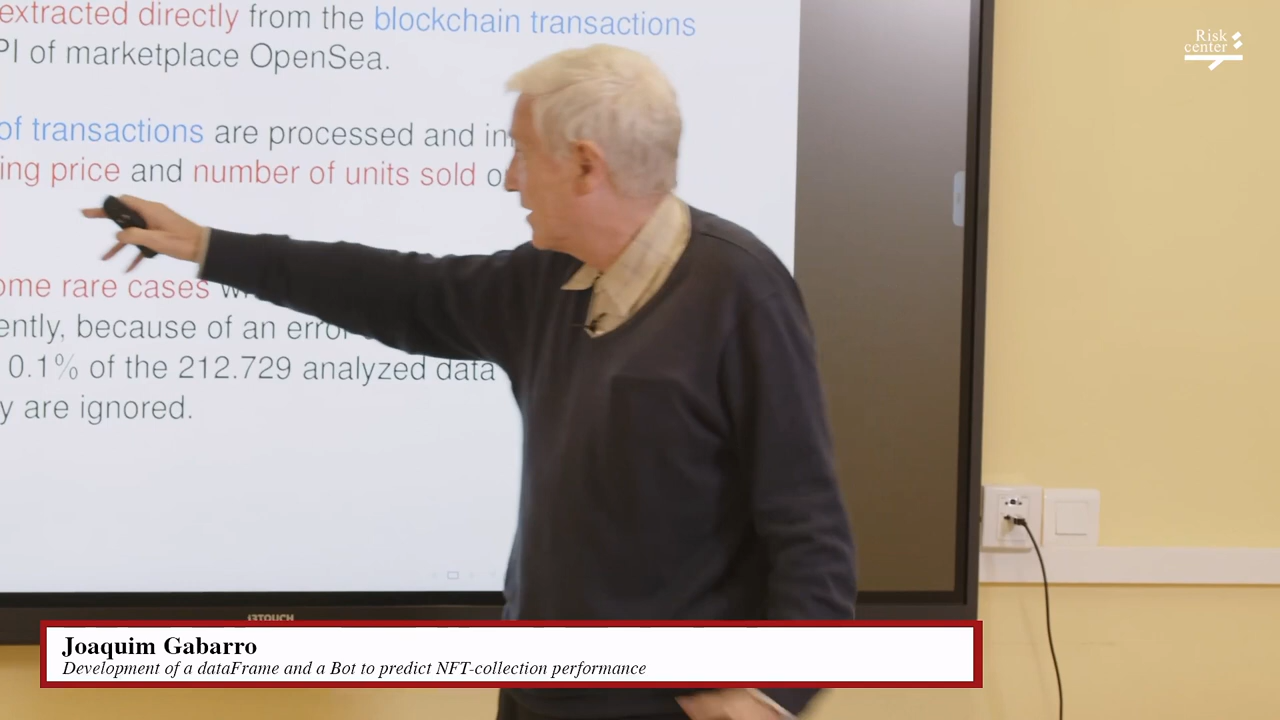 extracted directly from the blockchain transactions
PI of marketplace OpenSea.
of transactions are processed and in
ing price and number of units sold
ome rare cases
ently, because of an error
0.1% of the 212.729 analyzed data
y are ignored.
Risk
center
i3TOUCH
Joaquim Gabarro
Development of a dataFrame and a Bot to predict NFT-collection performance